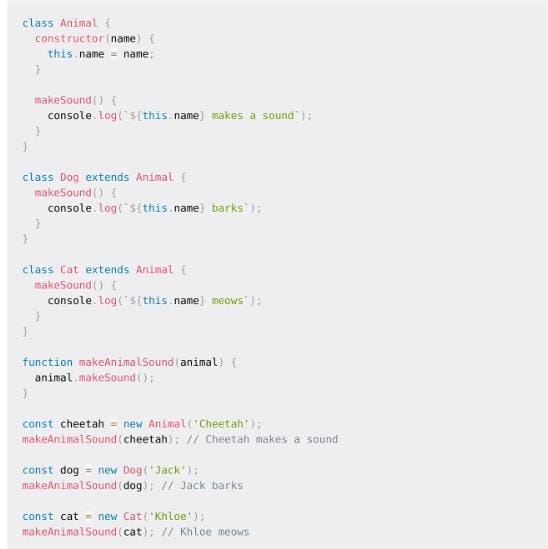 class Animal {
  constructor(name) {
    this.name = name;
  }

  makeSound() {
    console.log(`${this.name} makes a sound`);
  }
}

class Dog extends Animal {
  makeSound() {
    console.log(`${this.name} barks`);
  }
}

class Cat extends Animal {
  makeSound() {
    console.log(`${this.name} meows`);
  }
}

function makeAnimalSound(animal) {
  animal.makeSound();
}

const cheetah = new Animal('Cheetah');
makeAnimalSound(cheetah); // Cheetah makes a sound

const dog = new Dog('Jack');
makeAnimalSound(dog); // Jack barks

const cat = new Cat('Khloe');
makeAnimalSound(cat); // Khloe meows